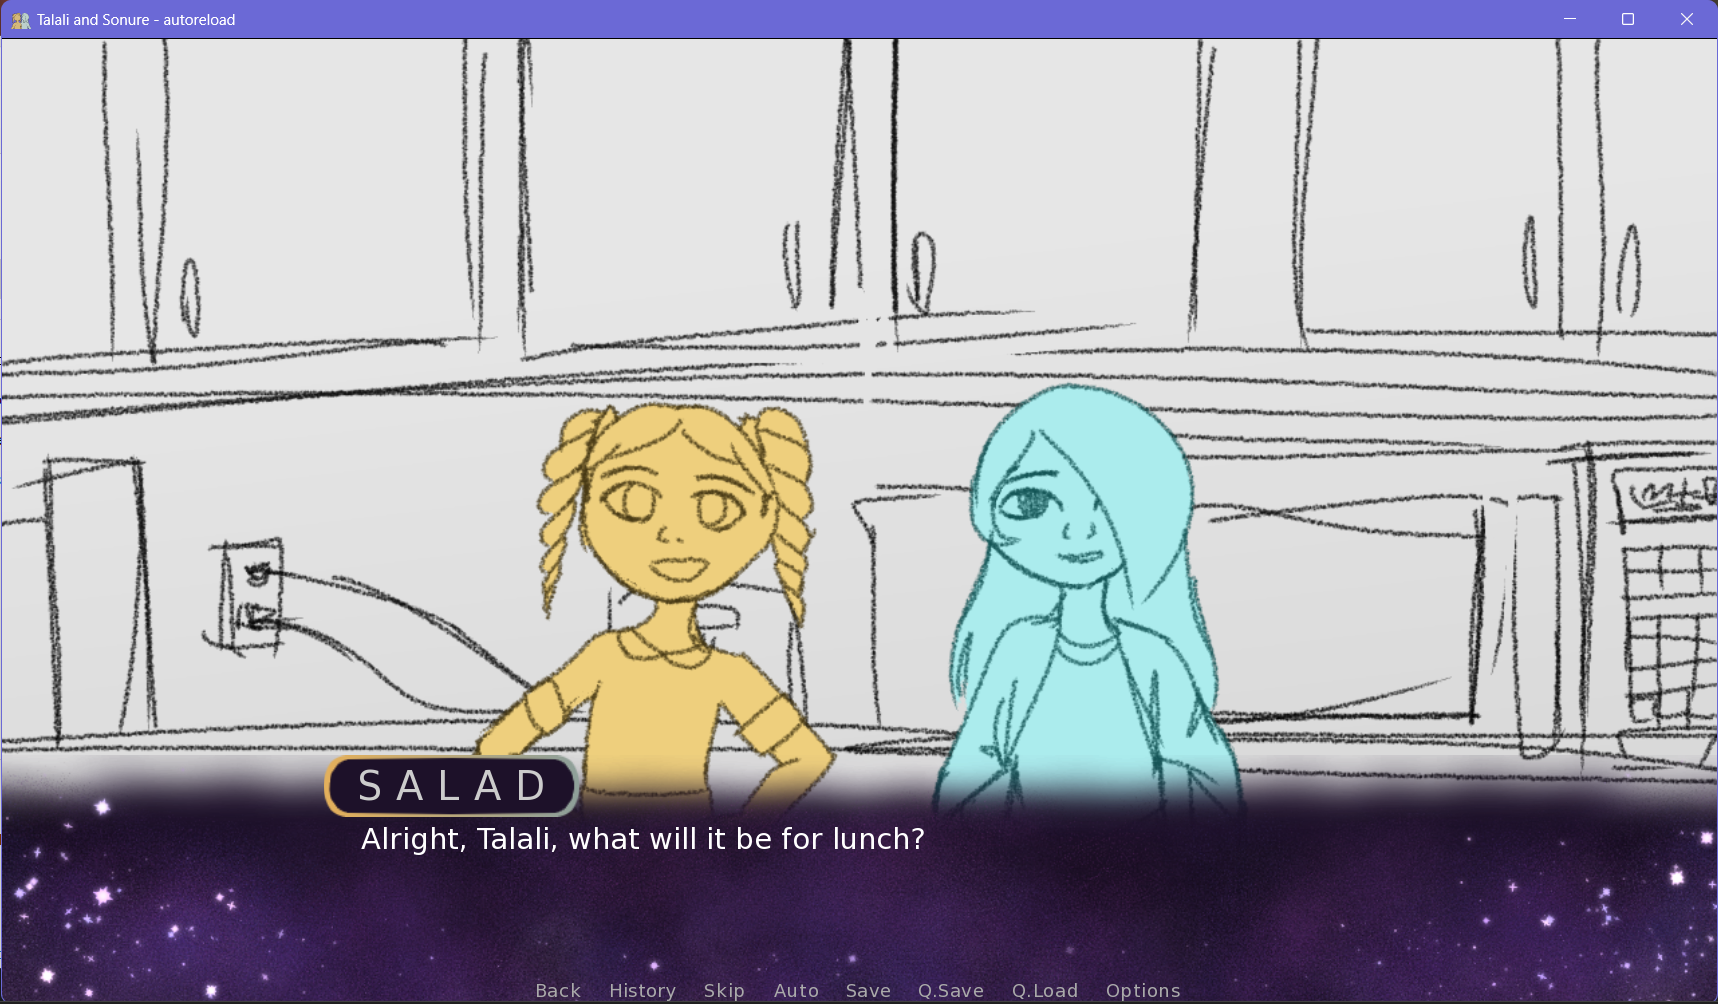 Talali and Sonure - autoreload
SALAD
Alright, Talali, what will it be for lunch?
Back History Skip Auto Save Q.Save Q.Load Options